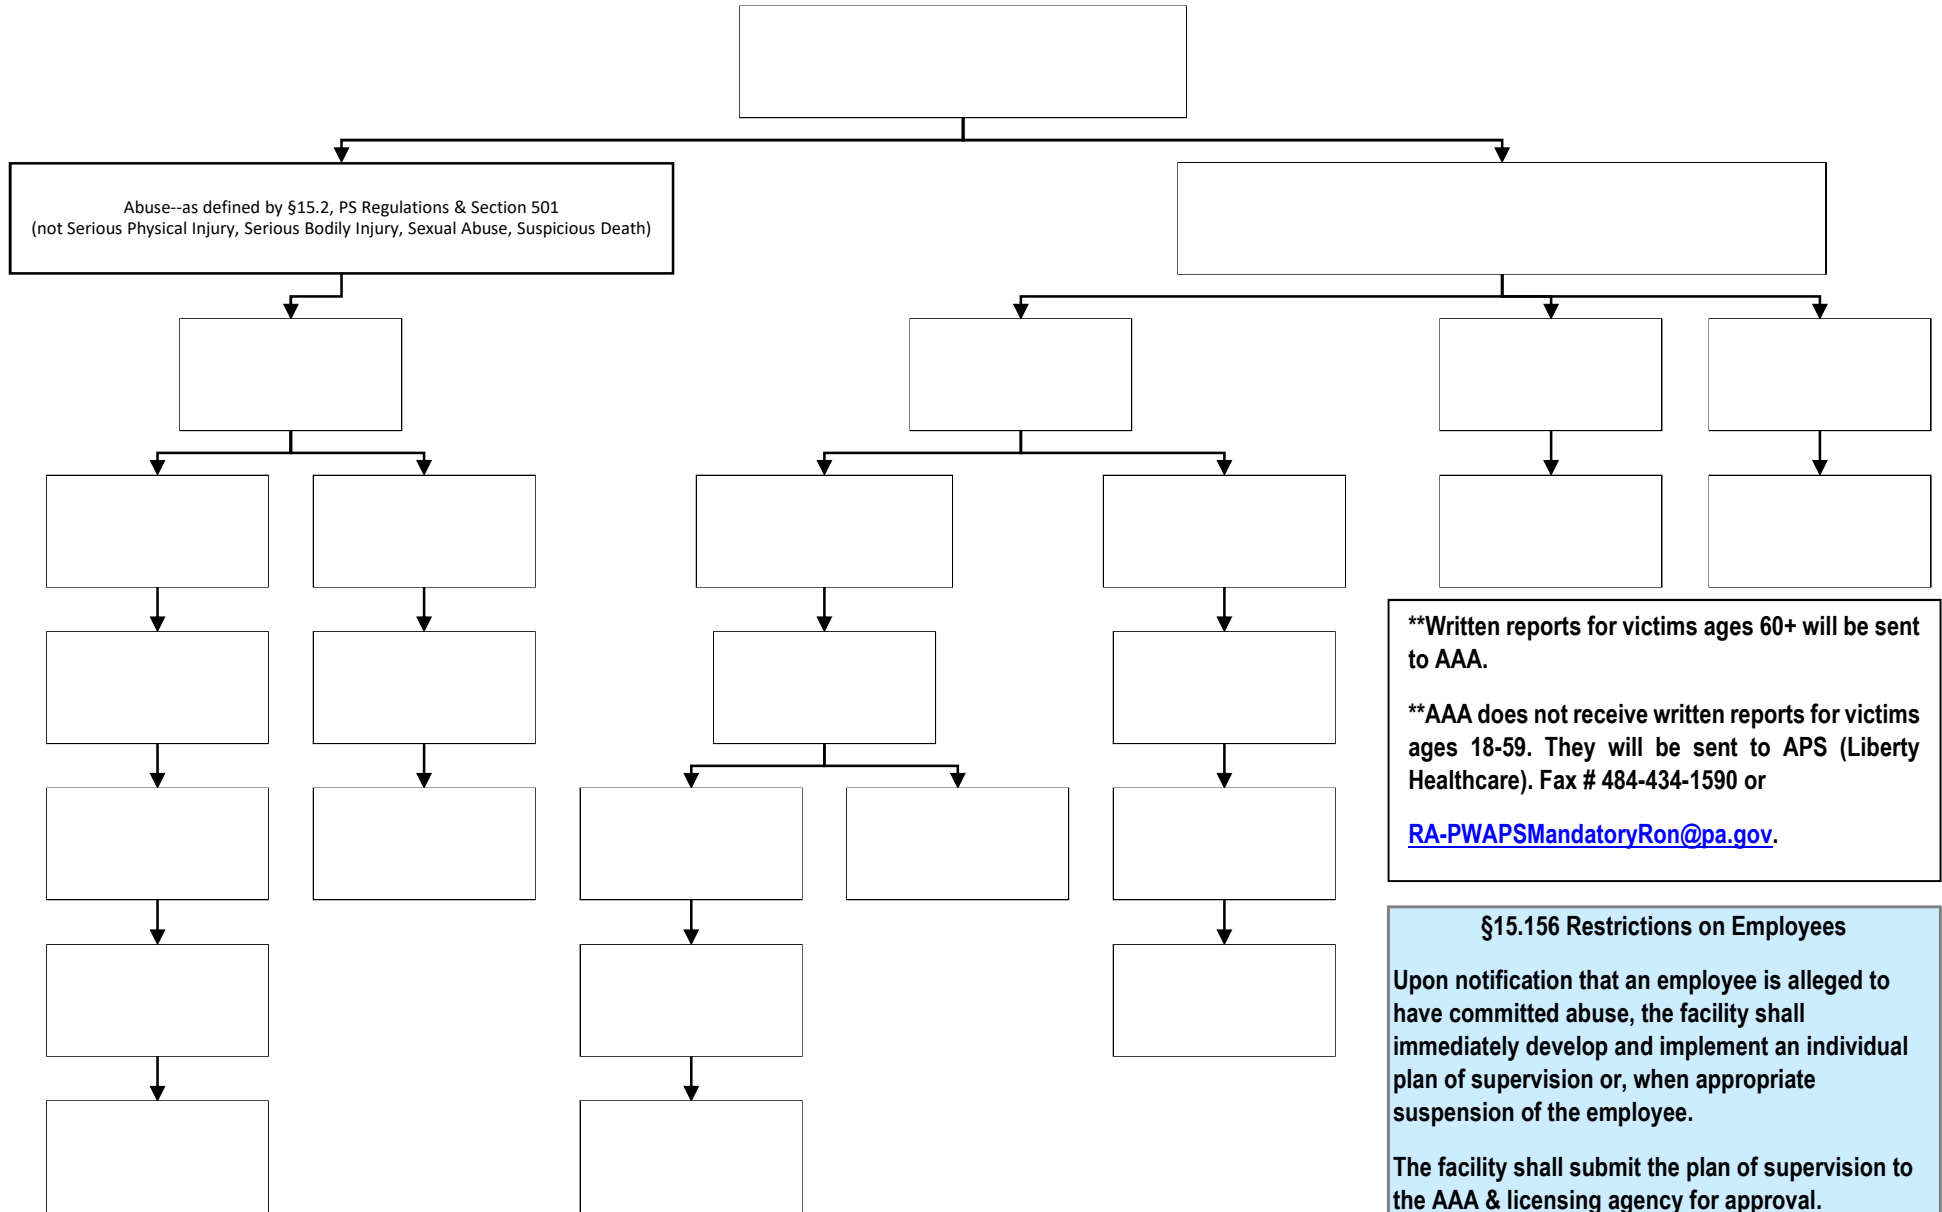 Abuse--as defined by §15.2, PS Regulations & Section 501
(not Serious Physical Injury, Serious Bodily Injury, Sexual Abuse, Suspicious Death)
**Written reports for victims ages 60+ will be sent
to AAA.
**AAA does not receive written reports for victims
ages 18-59. They will be sent to APS (Liberty
Healthcare). Fax # 484-434-1590 or
RA-PWAPSMandatoryRon@pa.gov.
§15.156 Restrictions on Employees
Upon notification that an employee is alleged to
have committed abuse, the facility shall
immediately develop and implement an individual
plan of supervision or, when appropriate
suspension of the employee.
The facility shall submit the plan of supervision to
the AAA & licensing agency for approval.